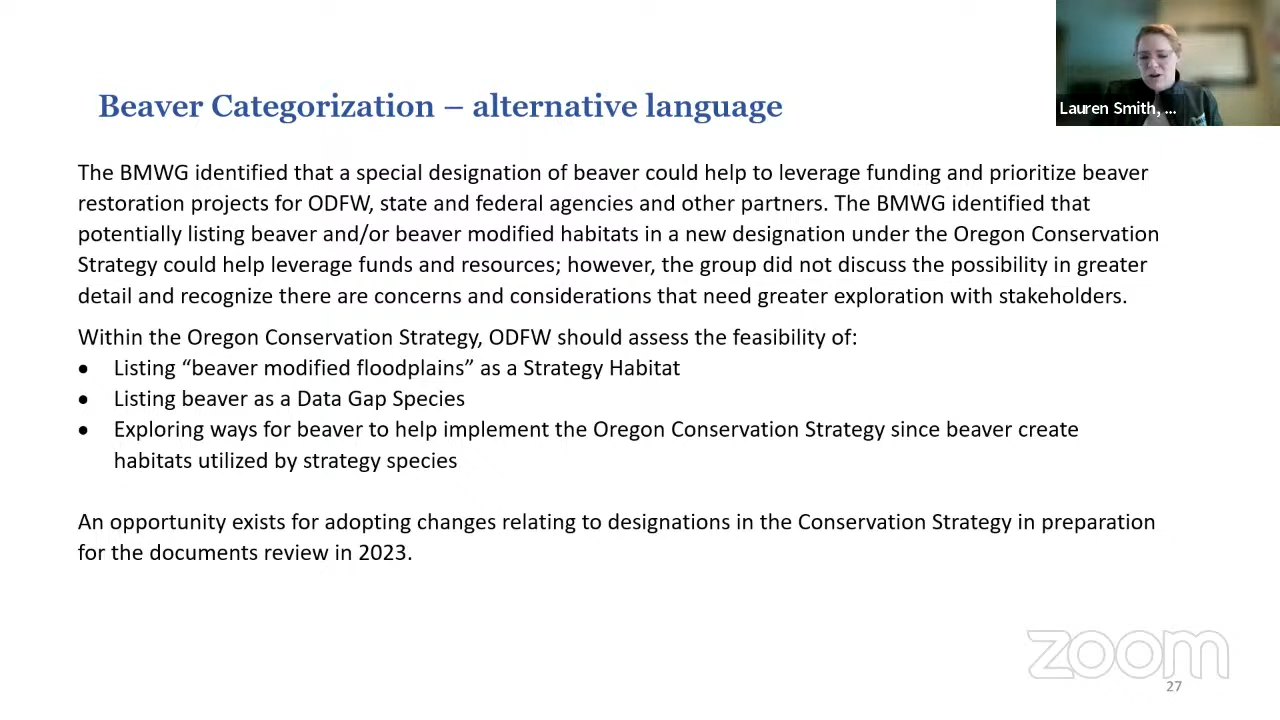 Beaver Categorization – alternative language
Lauren Smith, ...
The BMWG identified that a special designation of beaver could help to leverage funding and prioritize beaver
restoration projects for ODFW, state and federal agencies and other partners. The BMWG identified that
potentially listing beaver and/or beaver modified habitats in a new designation under the Oregon Conservation
Strategy could help leverage funds and resources; however, the group did not discuss the possibility in greater
detail and recognize there are concerns and considerations that need greater exploration with stakeholders.
Within the Oregon Conservation Strategy, ODFW should assess the feasibility of:
• Listing “beaver modified floodplains” as a Strategy Habitat
• Listing beaver as a Data Gap Species
• Exploring ways for beaver to help implement the Oregon Conservation Strategy since beaver create
habitats utilized by strategy species
An opportunity exists for adopting changes relating to designations in the Conservation Strategy in preparation
for the documents review in 2023.
zoom
27